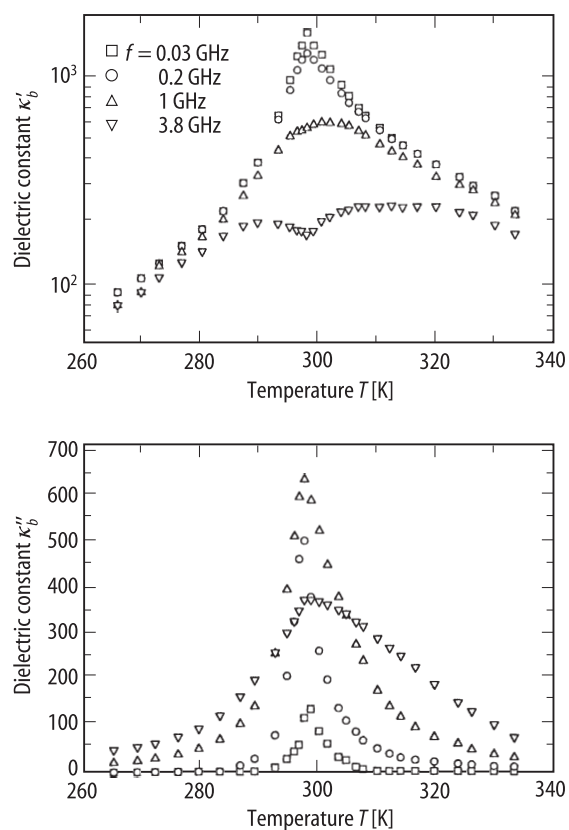 Dielectric constant κ′b
10³
10²
f = 0.03 GHz
0.2 GHz
1 GHz
3.8 GHz
260 280 300 320 340
Temperature T [K]
Dielectric constant κ″b
700
600
500
400
300
200
100
0
260 280 300 320 340
Temperature T [K]